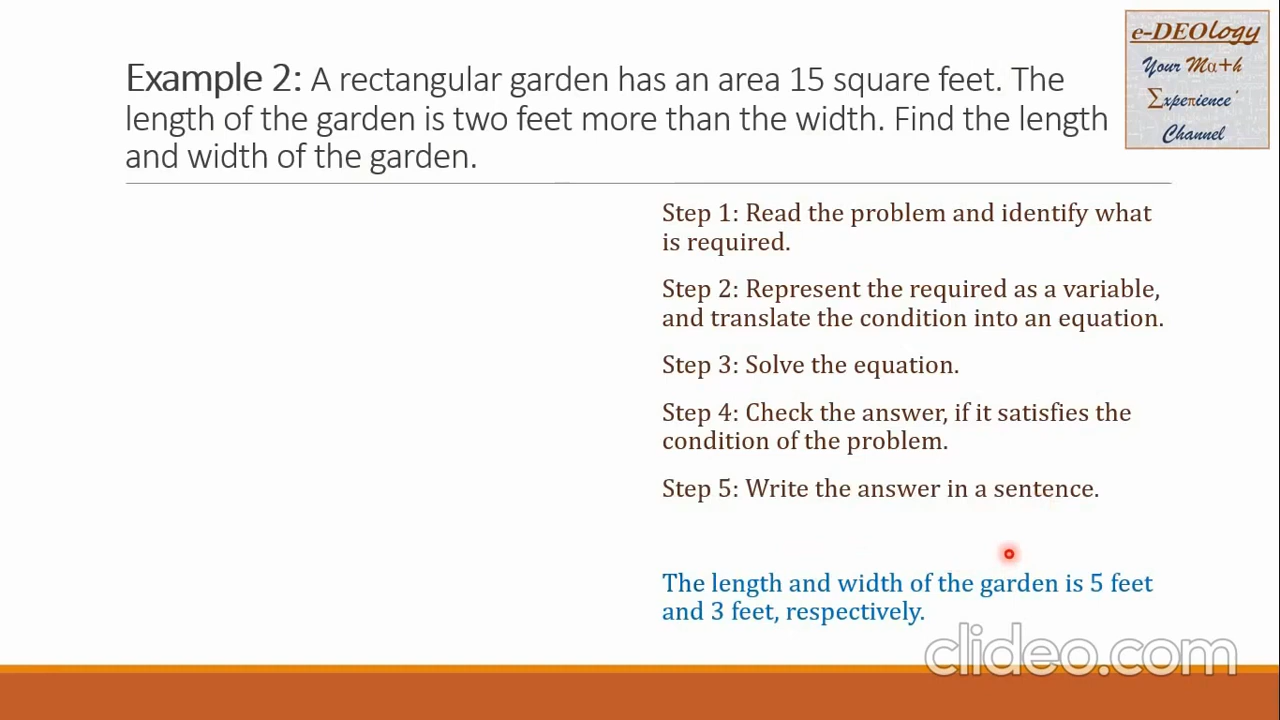 e-DEOlogy
Your Mα+h
Σxpeπience'
Channel
Example 2: A rectangular garden has an area 15 square feet. The
length of the garden is two feet more than the width. Find the length
and width of the garden.
Step 1: Read the problem and identify what
is required.
Step 2: Represent the required as a variable,
and translate the condition into an equation.
Step 3: Solve the equation.
Step 4: Check the answer, if it satisfies the
condition of the problem.
Step 5: Write the answer in a sentence.
The length and width of the garden is 5 feet
and 3 feet, respectively.
clideo.com